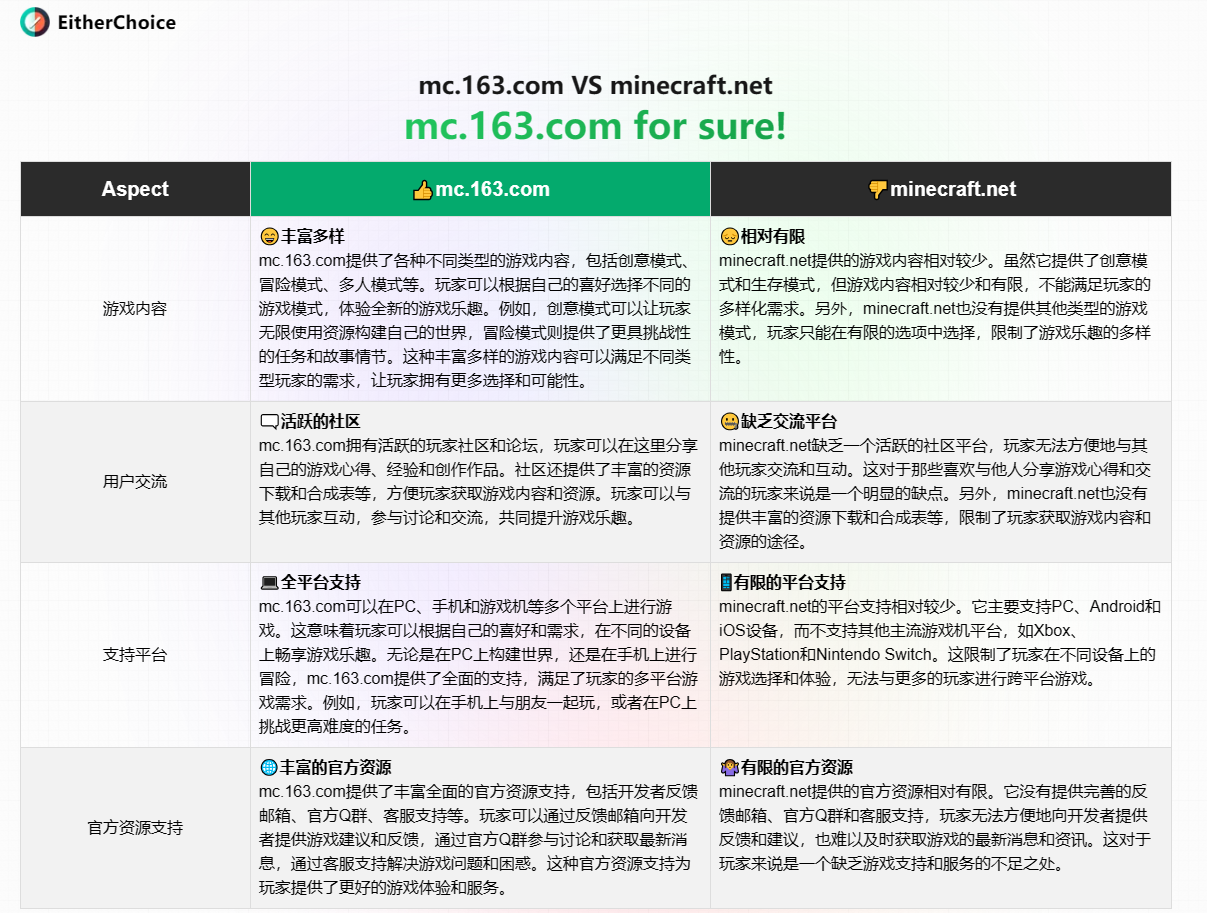 EitherChoice
mc.163.com VS minecraft.net
mc.163.com for sure!
Aspect
👍mc.163.com
👎minecraft.net
游戏内容
😄丰富多样
mc.163.com提供了各种不同类型的游戏内容，包括创意模式、
冒险模式、多人模式等。玩家可以根据自己的喜好选择不同的
游戏模式，体验全新的游戏乐趣。例如，创意模式可以让玩家
无限使用资源构建自己的世界，冒险模式则提供了更具挑战性
的任务和故事情节。这种丰富多样的游戏内容可以满足不同类
型玩家的需求，让玩家拥有更多选择和可能性。
😔相对有限
minecraft.net提供的游戏内容相对较少。虽然它提供了创意模
式和生存模式，但游戏内容相对较少和有限，不能满足玩家的
多样化需求。另外，minecraft.net也没有提供其他类型的游戏
模式，玩家只能在有限的选项中选择，限制了游戏乐趣的多样
性。
用户交流
🗨️活跃的社区
mc.163.com拥有活跃的玩家社区和论坛，玩家可以在这里分享
自己的游戏心得、经验和创作作品。社区还提供了丰富的资源
下载和合成表等，方便玩家获取游戏内容和资源。玩家可以与
其他玩家互动，参与讨论和交流，共同提升游戏乐趣。
🤐缺乏交流平台
minecraft.net缺乏一个活跃的社区平台，玩家无法方便地与其
他玩家交流和互动。这对于那些喜欢与他人分享游戏心得和交
流的玩家来说是一个明显的缺点。另外，minecraft.net也没有
提供丰富的资源下载和合成表等，限制了玩家获取游戏内容和
资源的途径。
支持平台
💻全平台支持
mc.163.com可以在PC、手机和游戏机等多个平台上进行游
戏。这意味着玩家可以根据自己的喜好和需求，在不同的设备
上畅享游戏乐趣。无论是在PC上构建世界，还是在手机上进行
冒险，mc.163.com提供了全面的支持，满足了玩家的多平台游
戏需求。例如，玩家可以在手机上与朋友一起玩，或者在PC上
挑战更高难度的任务。
📱有限的平台支持
minecraft.net的平台支持相对较少。它主要支持PC、Android和
iOS设备，而不支持其他主流游戏机平台，如Xbox、
PlayStation和Nintendo Switch。这限制了玩家在不同设备上的
游戏选择和体验，无法与更多的玩家进行跨平台游戏。
官方资源支持
🌐丰富的官方资源
mc.163.com提供了丰富全面的官方资源支持，包括开发者反馈
邮箱、官方Q群、客服支持等。玩家可以通过反馈邮箱向开发
者提供游戏建议和反馈，通过官方Q群参与讨论和获取最新消
息，通过客服支持解决游戏问题和困惑。这种官方资源支持为
玩家提供了更好的游戏体验和服务。
🤷‍♀️有限的官方资源
minecraft.net提供的官方资源相对有限。它没有提供完善的反
馈邮箱、官方Q群和客服支持，玩家无法方便地向开发者提供
反馈和建议，也难以及时获取游戏的最新消息和资讯。这对于
玩家来说是一个缺乏游戏支持和服务的不足之处。